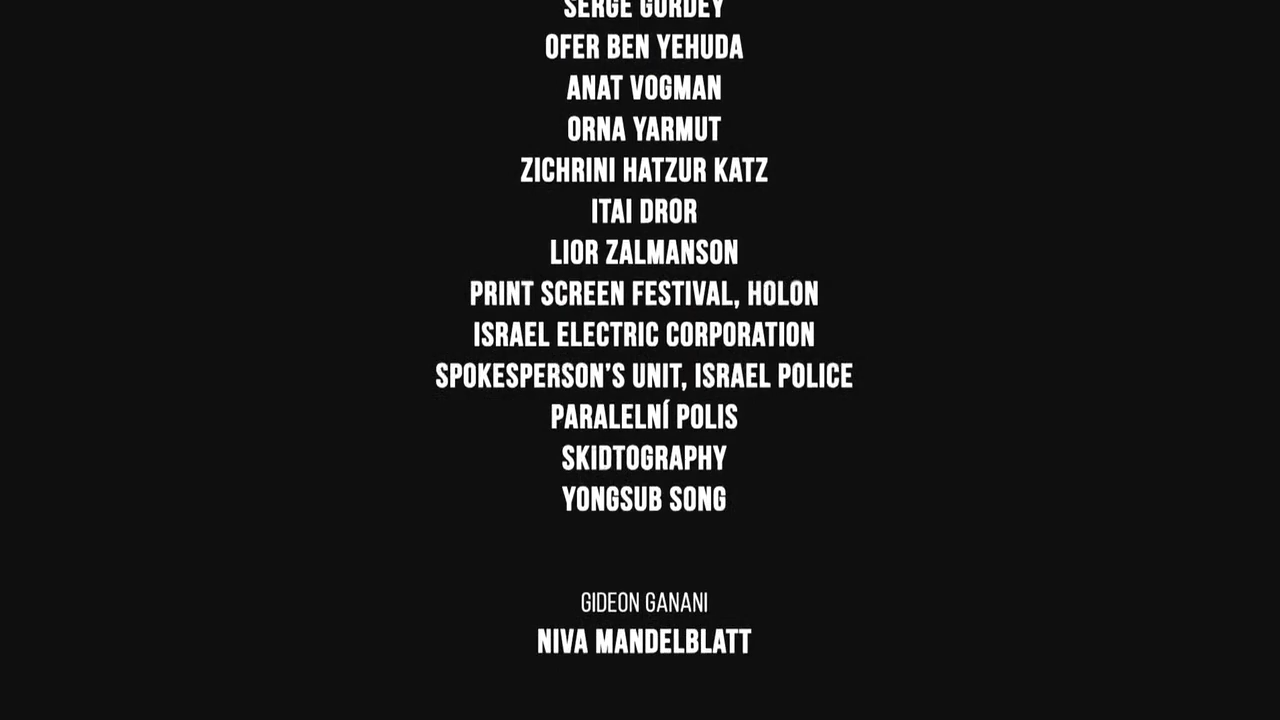 SERGE GORDEY
OFER BEN YEHUDA
ANAT VOGMAN
ORNA YARMUT
ZICHRINI HATZUR KATZ
ITAI DROR
LIOR ZALMANSON
PRINT SCREEN FESTIVAL, HOLON
ISRAEL ELECTRIC CORPORATION
SPOKESPERSON'S UNIT, ISRAEL POLICE
PARALELNÍ POLIS
SKIDTOGRAPHY
YONGSUB SONG
GIDEON GANANI
NIVA MANDELBLATT